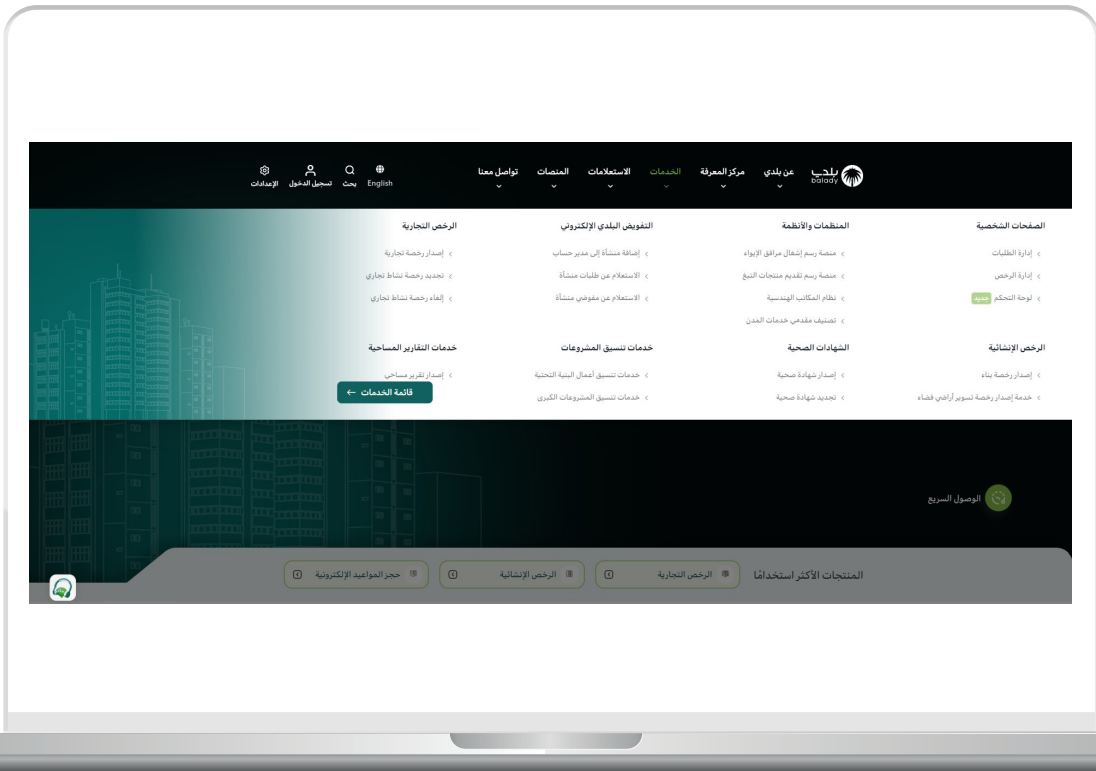 بلدي
balady
عن بلدي
مركز المعرفة
الخدمات
الاستعلامات
المنصات
تواصل معنا
English
بحث
تسجيل الدخول
الإعدادات
الصفحات الشخصية
إدارة الطلبات
إدارة الرخص
لوحة التحكم جديد
المنظمات والأنظمة
منصة رسم إشغال مرافق الإيواء
منصة رسم تقديم منتجات التبغ
نظام المكاتب الهندسية
تصنيف مقدمي خدمات المدن
التفويض البلدي الإلكتروني
إضافة منشأة إلى مدير حساب
الاستعلام عن طلبات منشأة
الاستعلام عن مفوضي منشأة
الرخص التجارية
إصدار رخصة تجارية
تجديد رخصة نشاط تجاري
إلغاء رخصة نشاط تجاري
الرخص الإنشائية
إصدار رخصة بناء
خدمة إصدار رخصة تسوير أراضي فضاء
الشهادات الصحية
إصدار شهادة صحية
تجديد شهادة صحية
خدمات تنسيق المشروعات
خدمات تنسيق أعمال البنية التحتية
خدمات تنسيق المشروعات الكبرى
خدمات التقارير المساحية
إصدار تقرير مساحي
قائمة الخدمات
الوصول السريع
المنتجات الأكثر استخدامًا
الرخص التجارية
الرخص الإنشائية
حجز المواعيد الإلكترونية